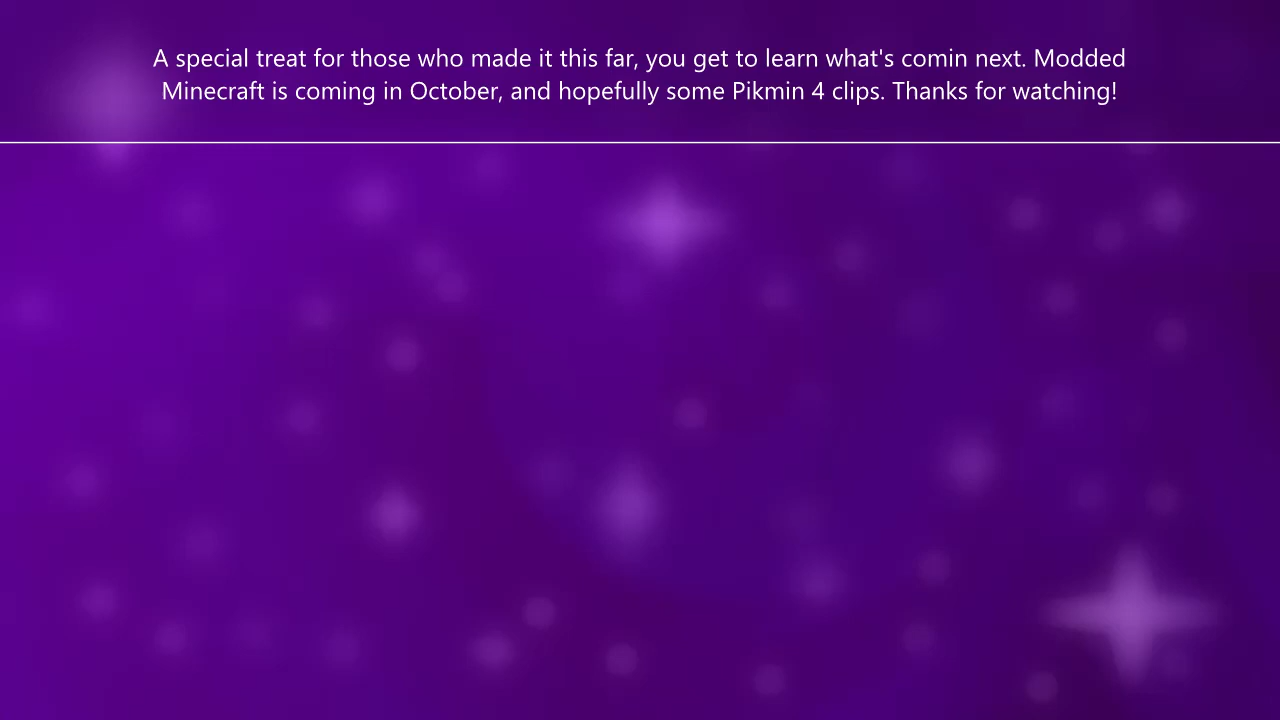 A special treat for those who made it this far, you get to learn what's comin next. Modded
Minecraft is coming in October, and hopefully some Pikmin 4 clips. Thanks for watching!